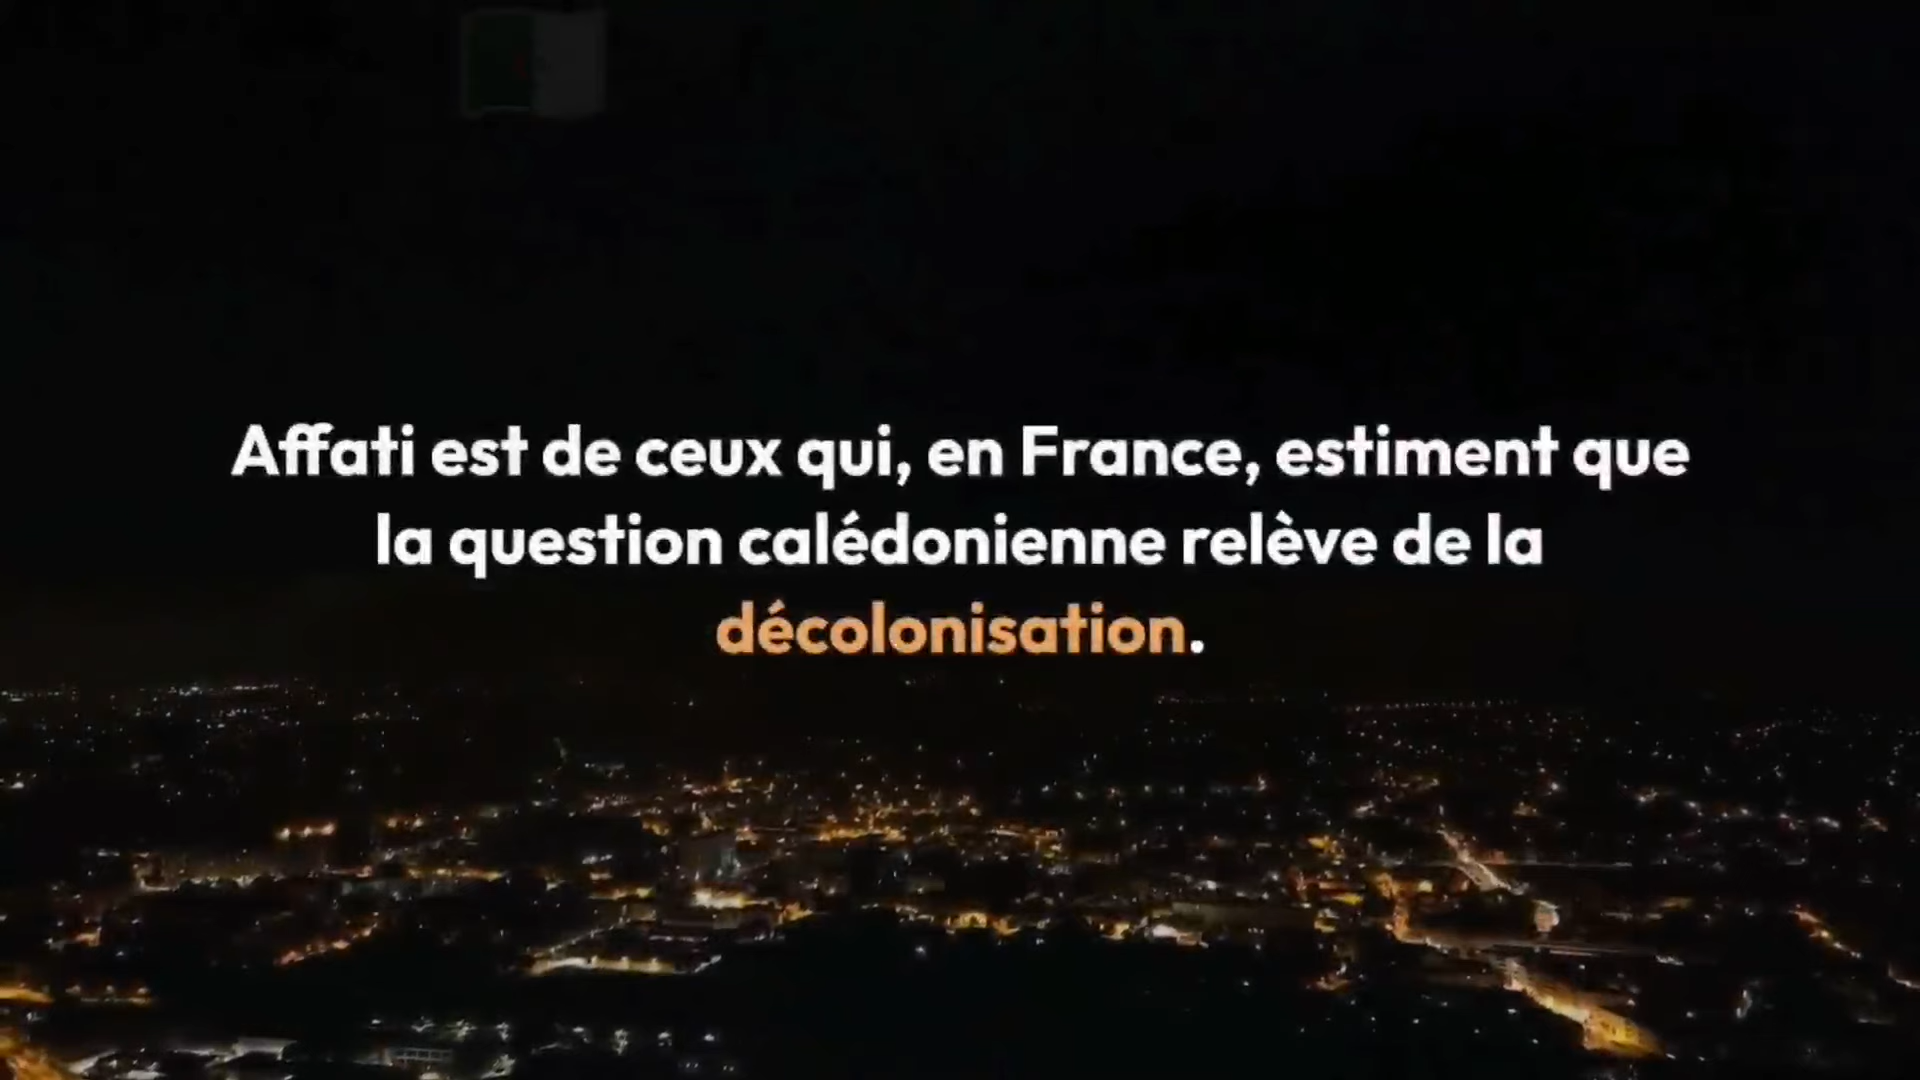 Affati est de ceux qui, en France, estiment que
la question calédonienne relève de la
décolonisation.